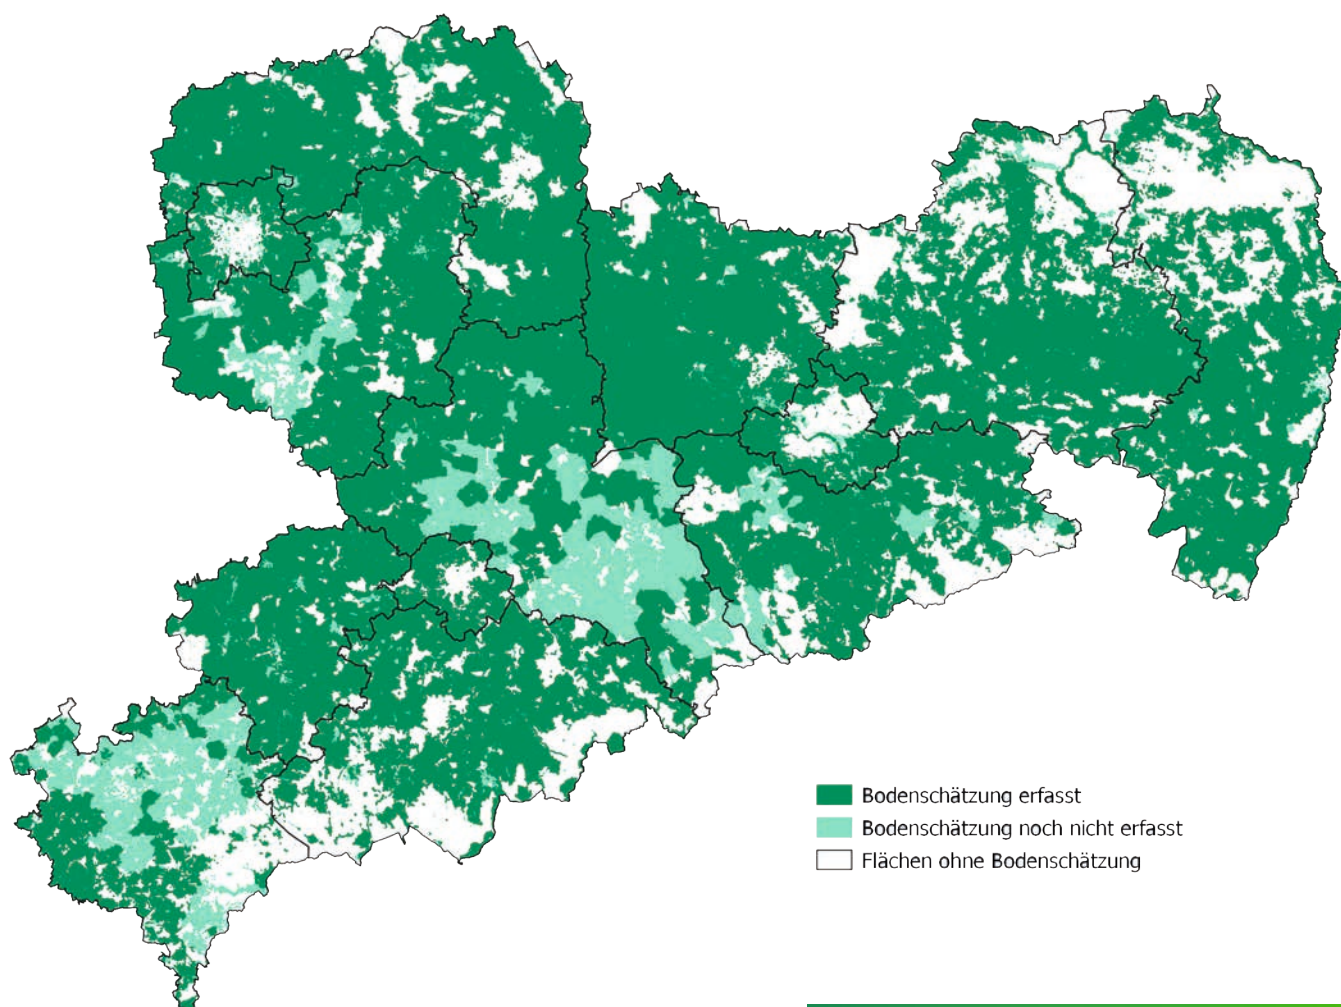 Bodenschätzung erfasst
Bodenschätzung noch nicht erfasst
Flächen ohne Bodenschätzung